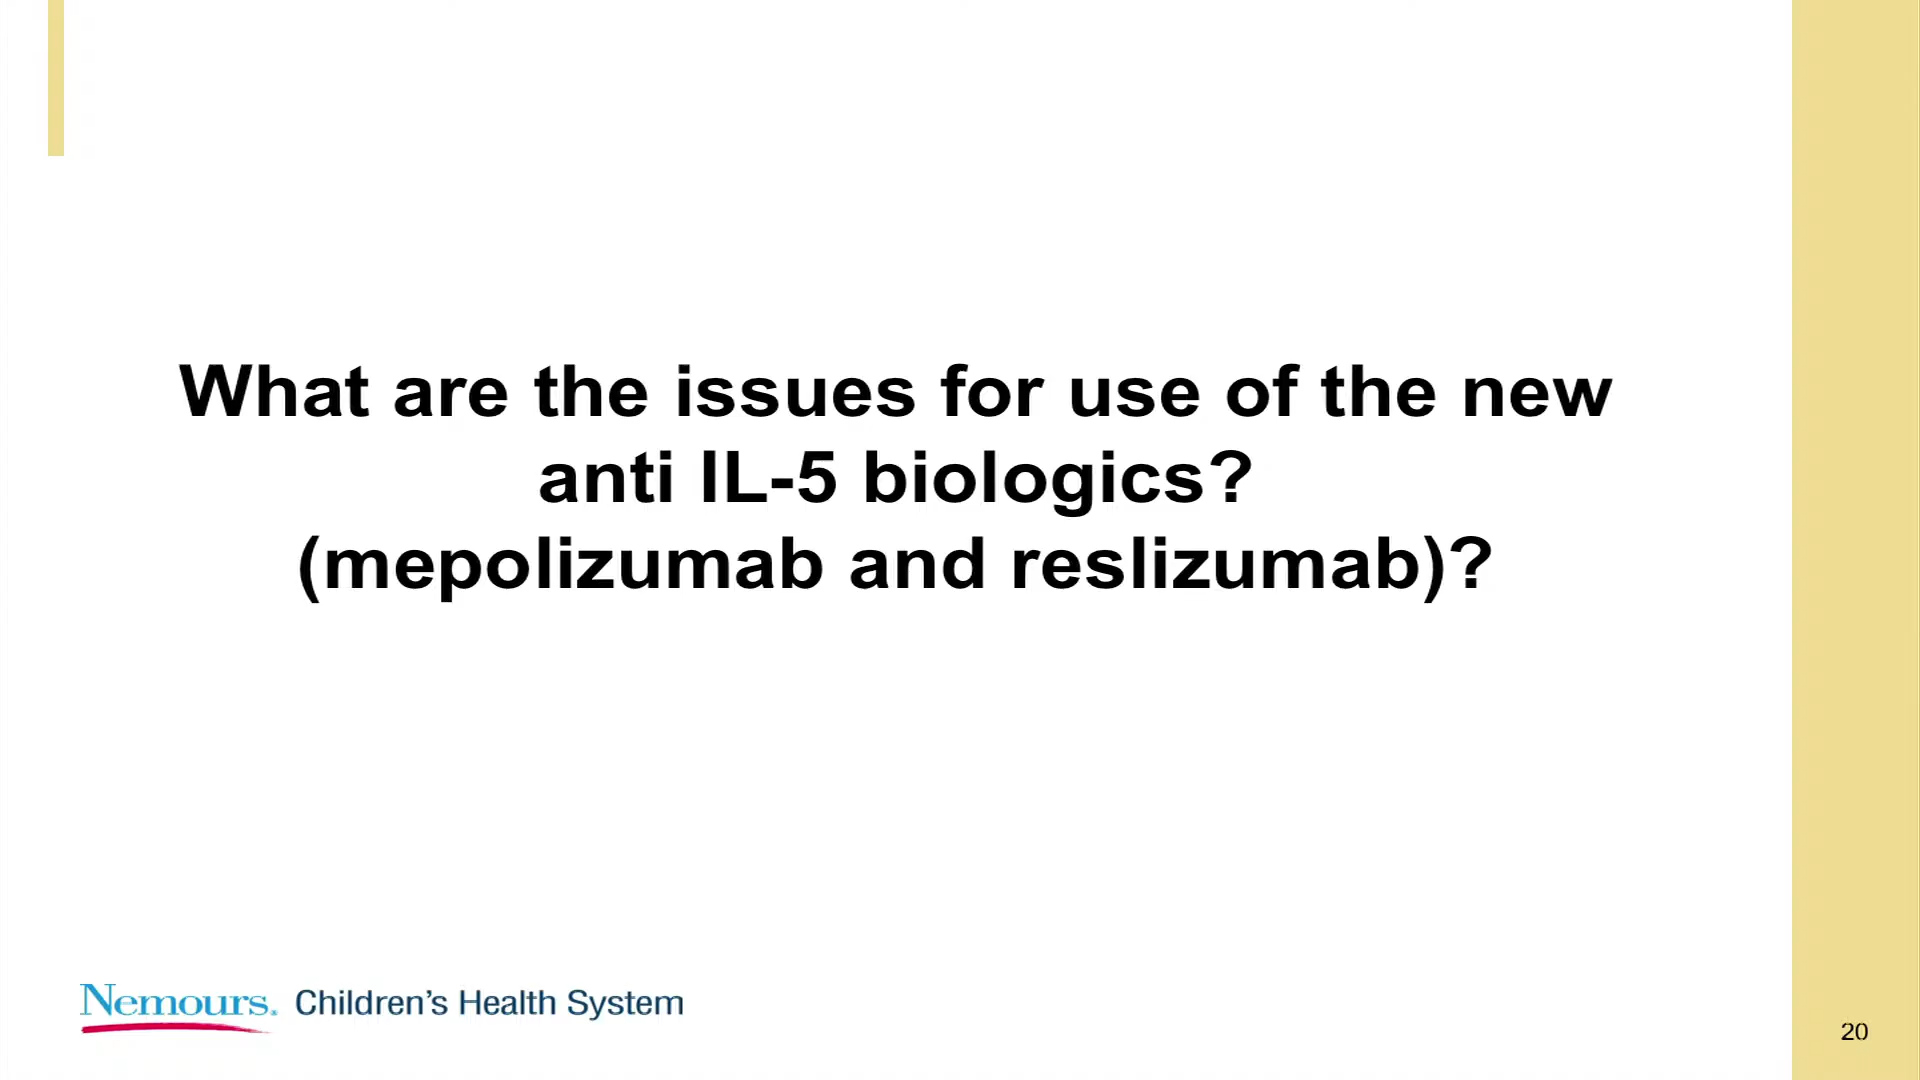 What are the issues for use of the new
anti IL-5 biologics?
(mepolizumab and reslizumab)?
Nemours. Children's Health System
20